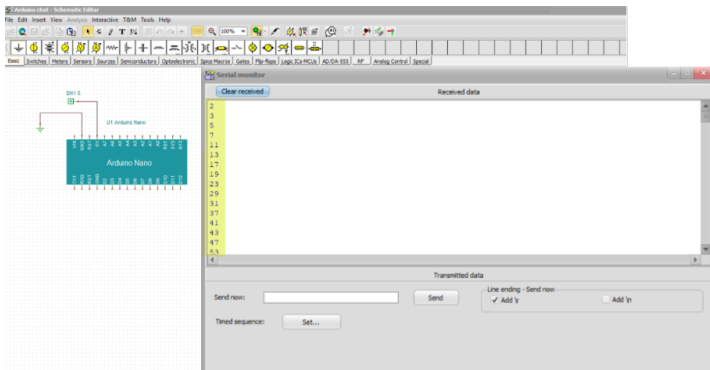 Arduino chat - Schematic Editor
File Edit Insert View Analysis Interactive T&M Tools Help
100%
Basic Switches Meters Sensors Sources Semiconductors Optoelectronic Spice Macros Gates Flip-flops Logic ICs-MCUs AD/DA-555 RF Analog Control Special
Serial monitor
Clear received
Received data
2
3
5
7
11
13
17
19
23
29
31
37
41
43
47
53
U1 Arduino Nano
Arduino Nano
Transmitted data
Send now:
Send
Line ending - Send now
Add \r
Add \n
Timed sequence:
Set...